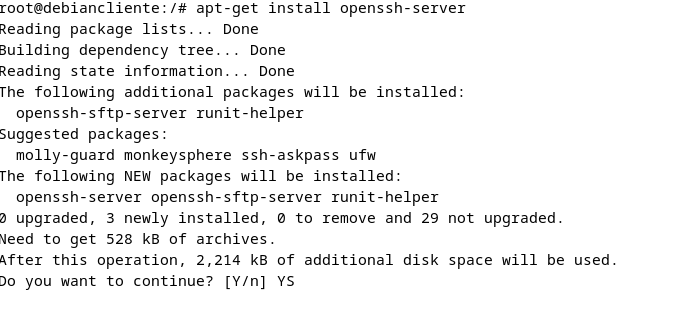 root@debiancliente:/# apt-get install openssh-server
Reading package lists... Done
Building dependency tree... Done
Reading state information... Done
The following additional packages will be installed:
  openssh-sftp-server runit-helper
Suggested packages:
  molly-guard monkeysphere ssh-askpass ufw
The following NEW packages will be installed:
  openssh-server openssh-sftp-server runit-helper
0 upgraded, 3 newly installed, 0 to remove and 29 not upgraded.
Need to get 528 kB of archives.
After this operation, 2,214 kB of additional disk space will be used.
Do you want to continue? [Y/n] YS